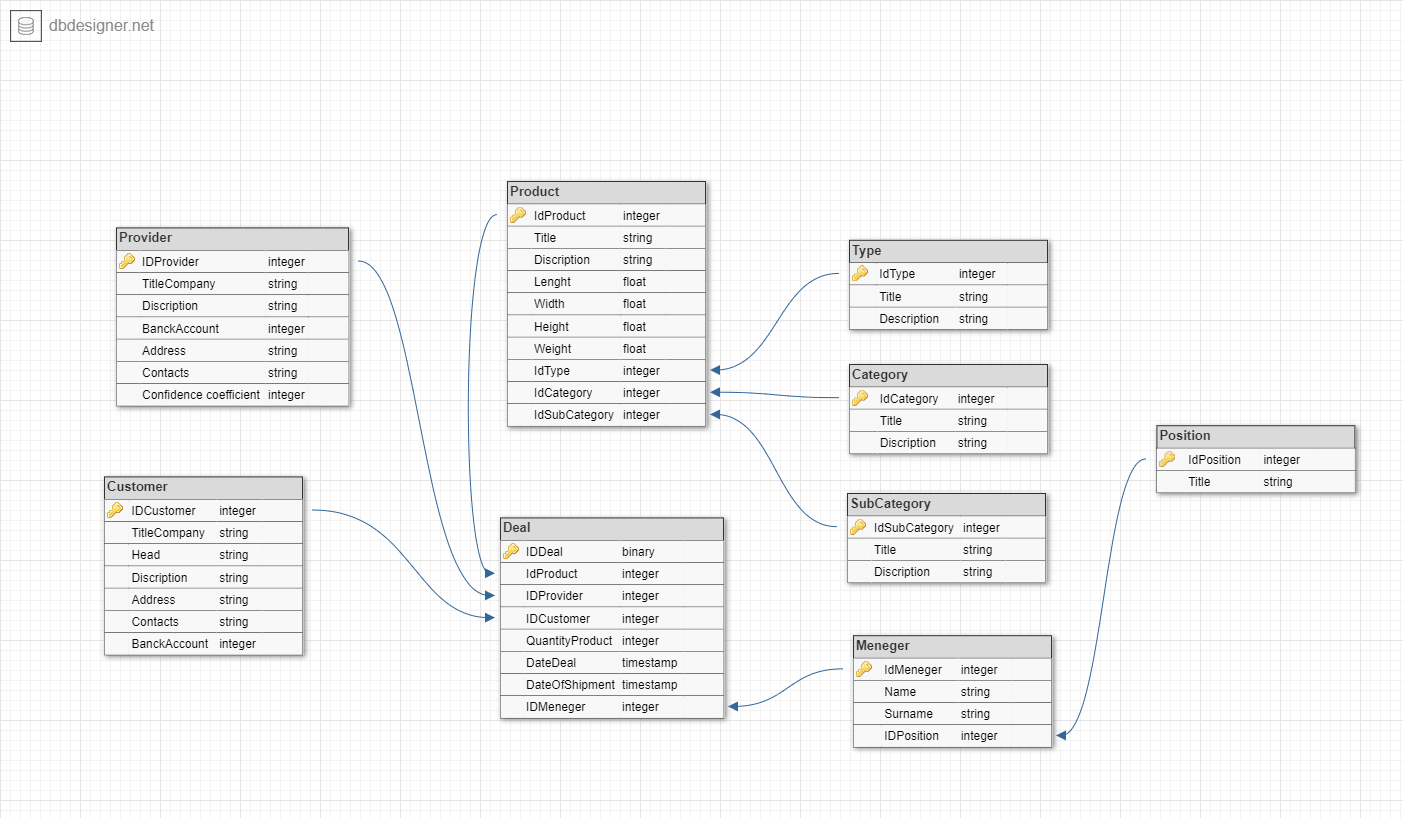 dbdesigner.net
Provider
IDProvider integer
TitleCompany string
Discription string
BanckAccount integer
Address string
Contacts string
Confidence coefficient integer
Customer
IDCustomer integer
TitleCompany string
Head string
Discription string
Address string
Contacts string
BanckAccount integer
Product
IdProduct integer
Title string
Discription string
Lenght float
Width float
Height float
Weight float
IdType integer
IdCategory integer
IdSubCategory integer
Deal
IDDeal binary
IdProduct integer
IDProvider integer
IDCustomer integer
QuantityProduct integer
DateDeal timestamp
DateOfShipment timestamp
IDMeneger integer
Type
IdType integer
Title string
Description string
Category
IdCategory integer
Title string
Discription string
SubCategory
IdSubCategory integer
Title string
Discription string
Meneger
IdMeneger integer
Name string
Surname string
IDPosition integer
Position
IdPosition integer
Title string